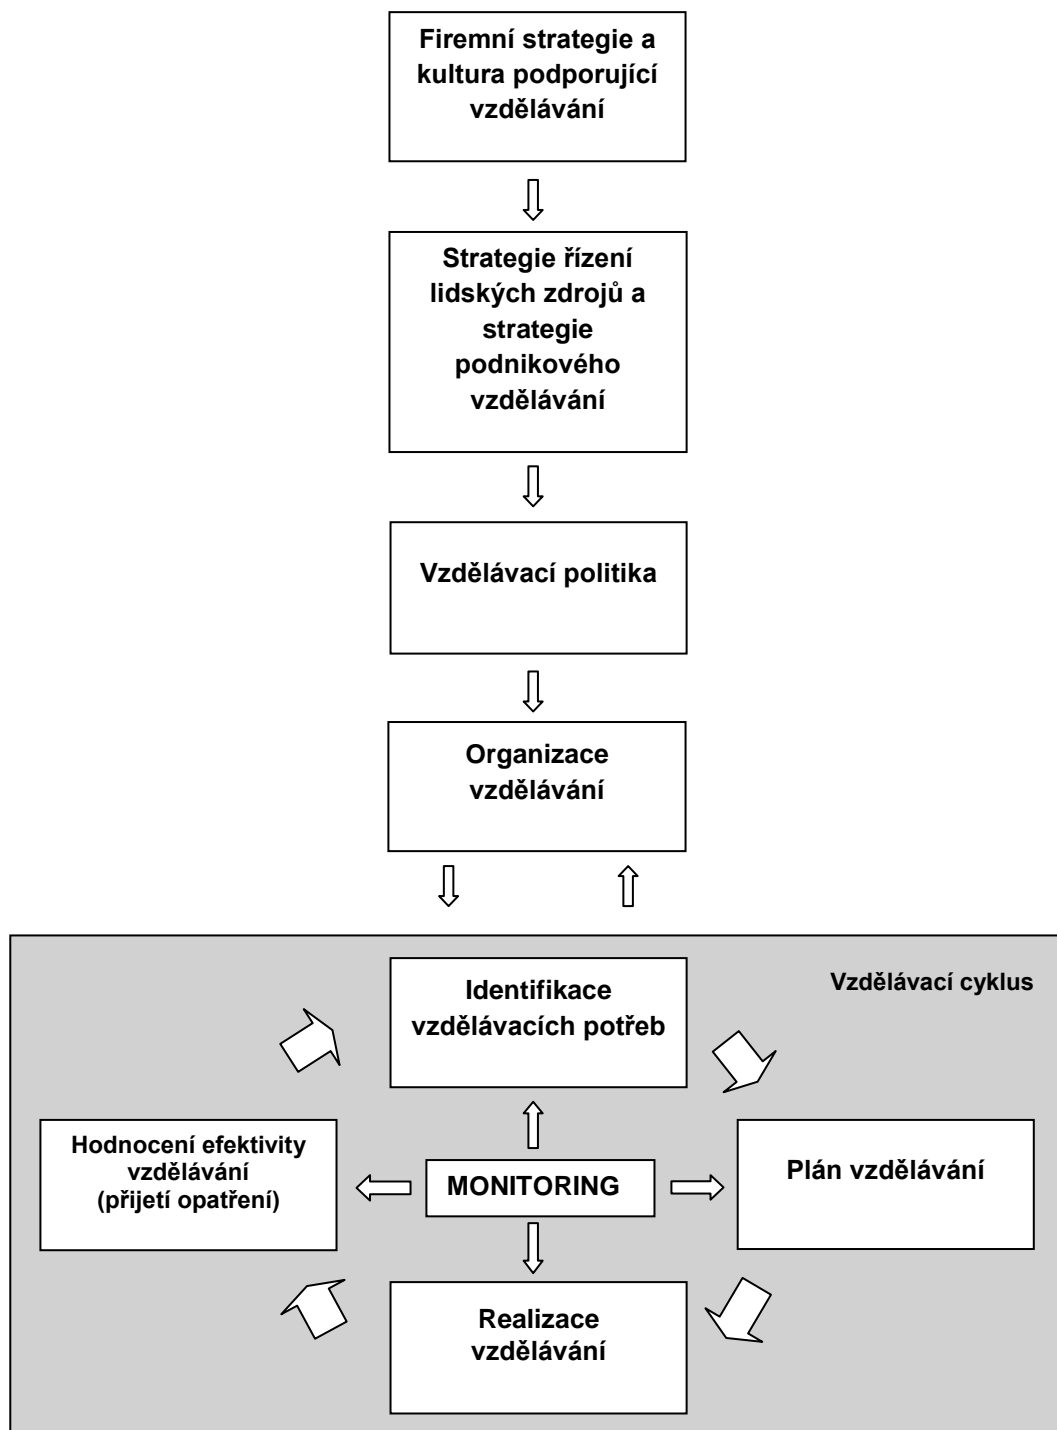 Firemní strategie a
kultura podporující
vzdělávání
Strategie řízení
lidských zdrojů a
strategie
podnikového
vzdělávání
Vzdělávací politika
Organizace
vzdělávání
Vzdělávací cyklus
Identifikace
vzdělávacích potřeb
Hodnocení efektivity
vzdělávání
(přijetí opatření)
MONITORING
Plán vzdělávání
Realizace
vzdělávání